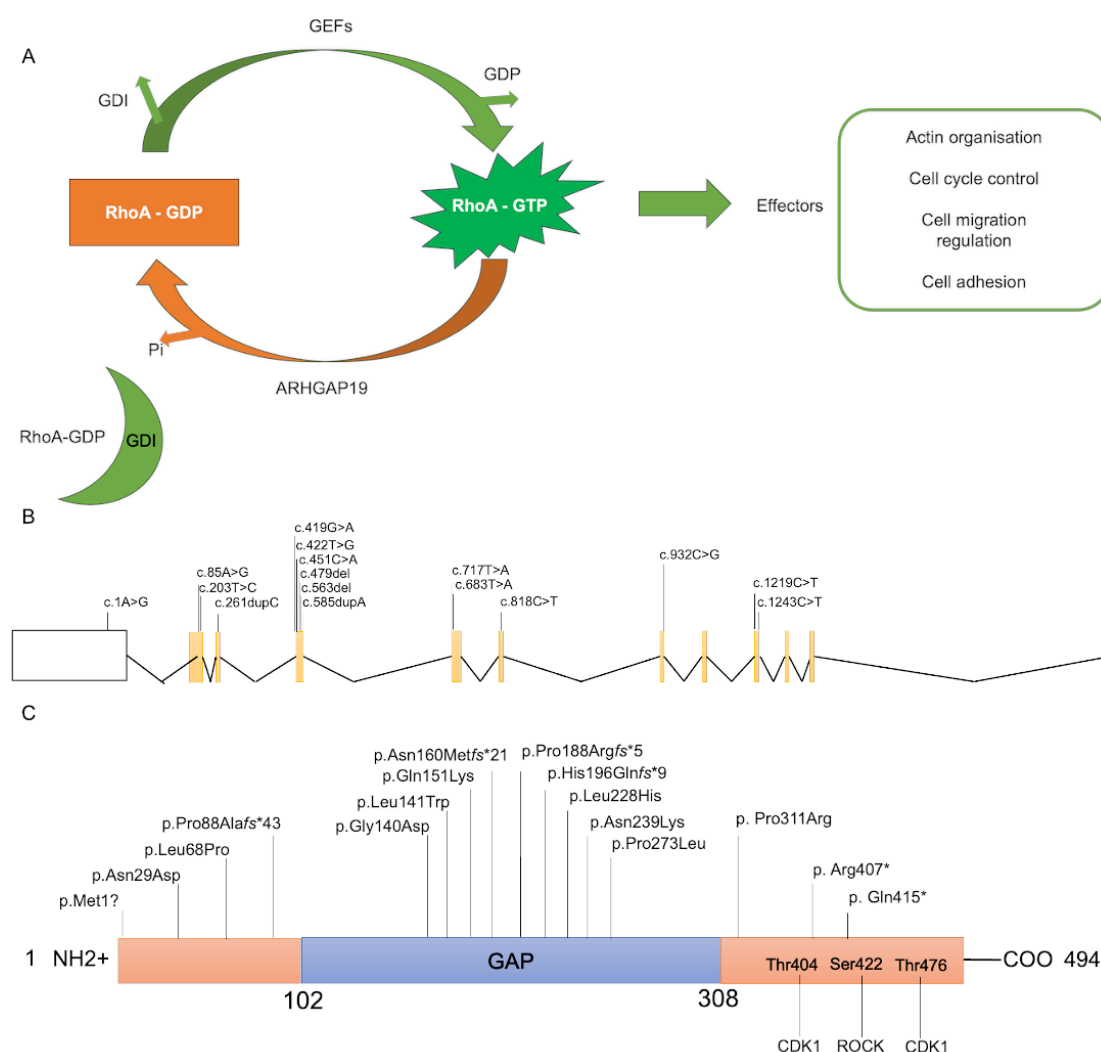 A
GEFs
GDI
GDP
RhoA - GDP
RhoA - GTP
Effectors
Actin organisation
Cell cycle control
Cell migration
regulation
Cell adhesion
Pi
ARHGAP19
RhoA-GDP
GDI
B
c.1A>G
c.85A>G
c.203T>C
c.261dupC
c.419G>A
c.422T>G
c.451C>A
c.479del
c.563del
c.585dupA
c.717T>A
c.683T>A
c.818C>T
c.932C>G
c.1219C>T
c.1243C>T
C
p.Met1?
p.Asn29Asp
p.Leu68Pro
p.Pro88Alafs*43
p.Gly140Asp
p.Leu141Trp
p.Gln151Lys
p.Asn160Metfs*21
p.Pro188Argfs*5
p.His196Glnfs*9
p.Leu228His
p.Asn239Lys
p.Pro273Leu
p. Pro311Arg
p. Arg407*
p. Gln415*
1 NH2+
GAP
Thr404 Ser422 Thr476
COO 494
102
308
CDK1 ROCK CDK1